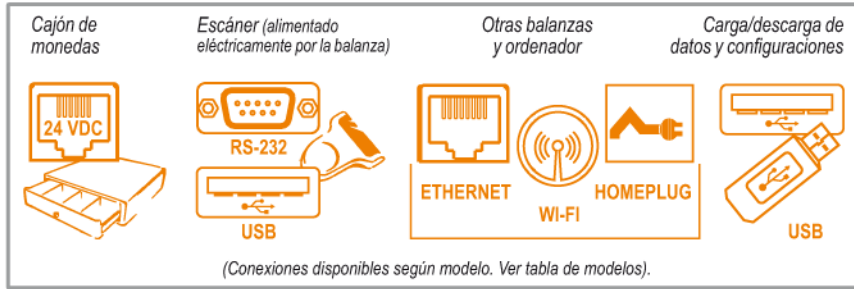 Cajón de
monedas
Escáner (alimentado
eléctricamente por la balanza)
Otras balanzas
y ordenador
Carga/descarga de
datos y configuraciones
24 VDC
RS-232
USB
ETHERNET
WI-FI
HOMEPLUG
USB
(Conexiones disponibles según modelo. Ver tabla de modelos).